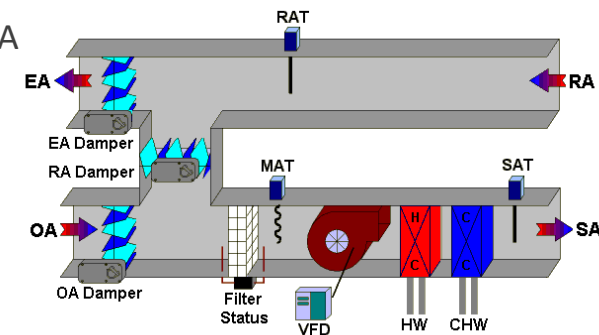 A
RAT
EA
RA
EA Damper
RA Damper
MAT
SAT
OA
SA
H
C
C
C
OA Damper
Filter
Status
VFD
HW
CHW